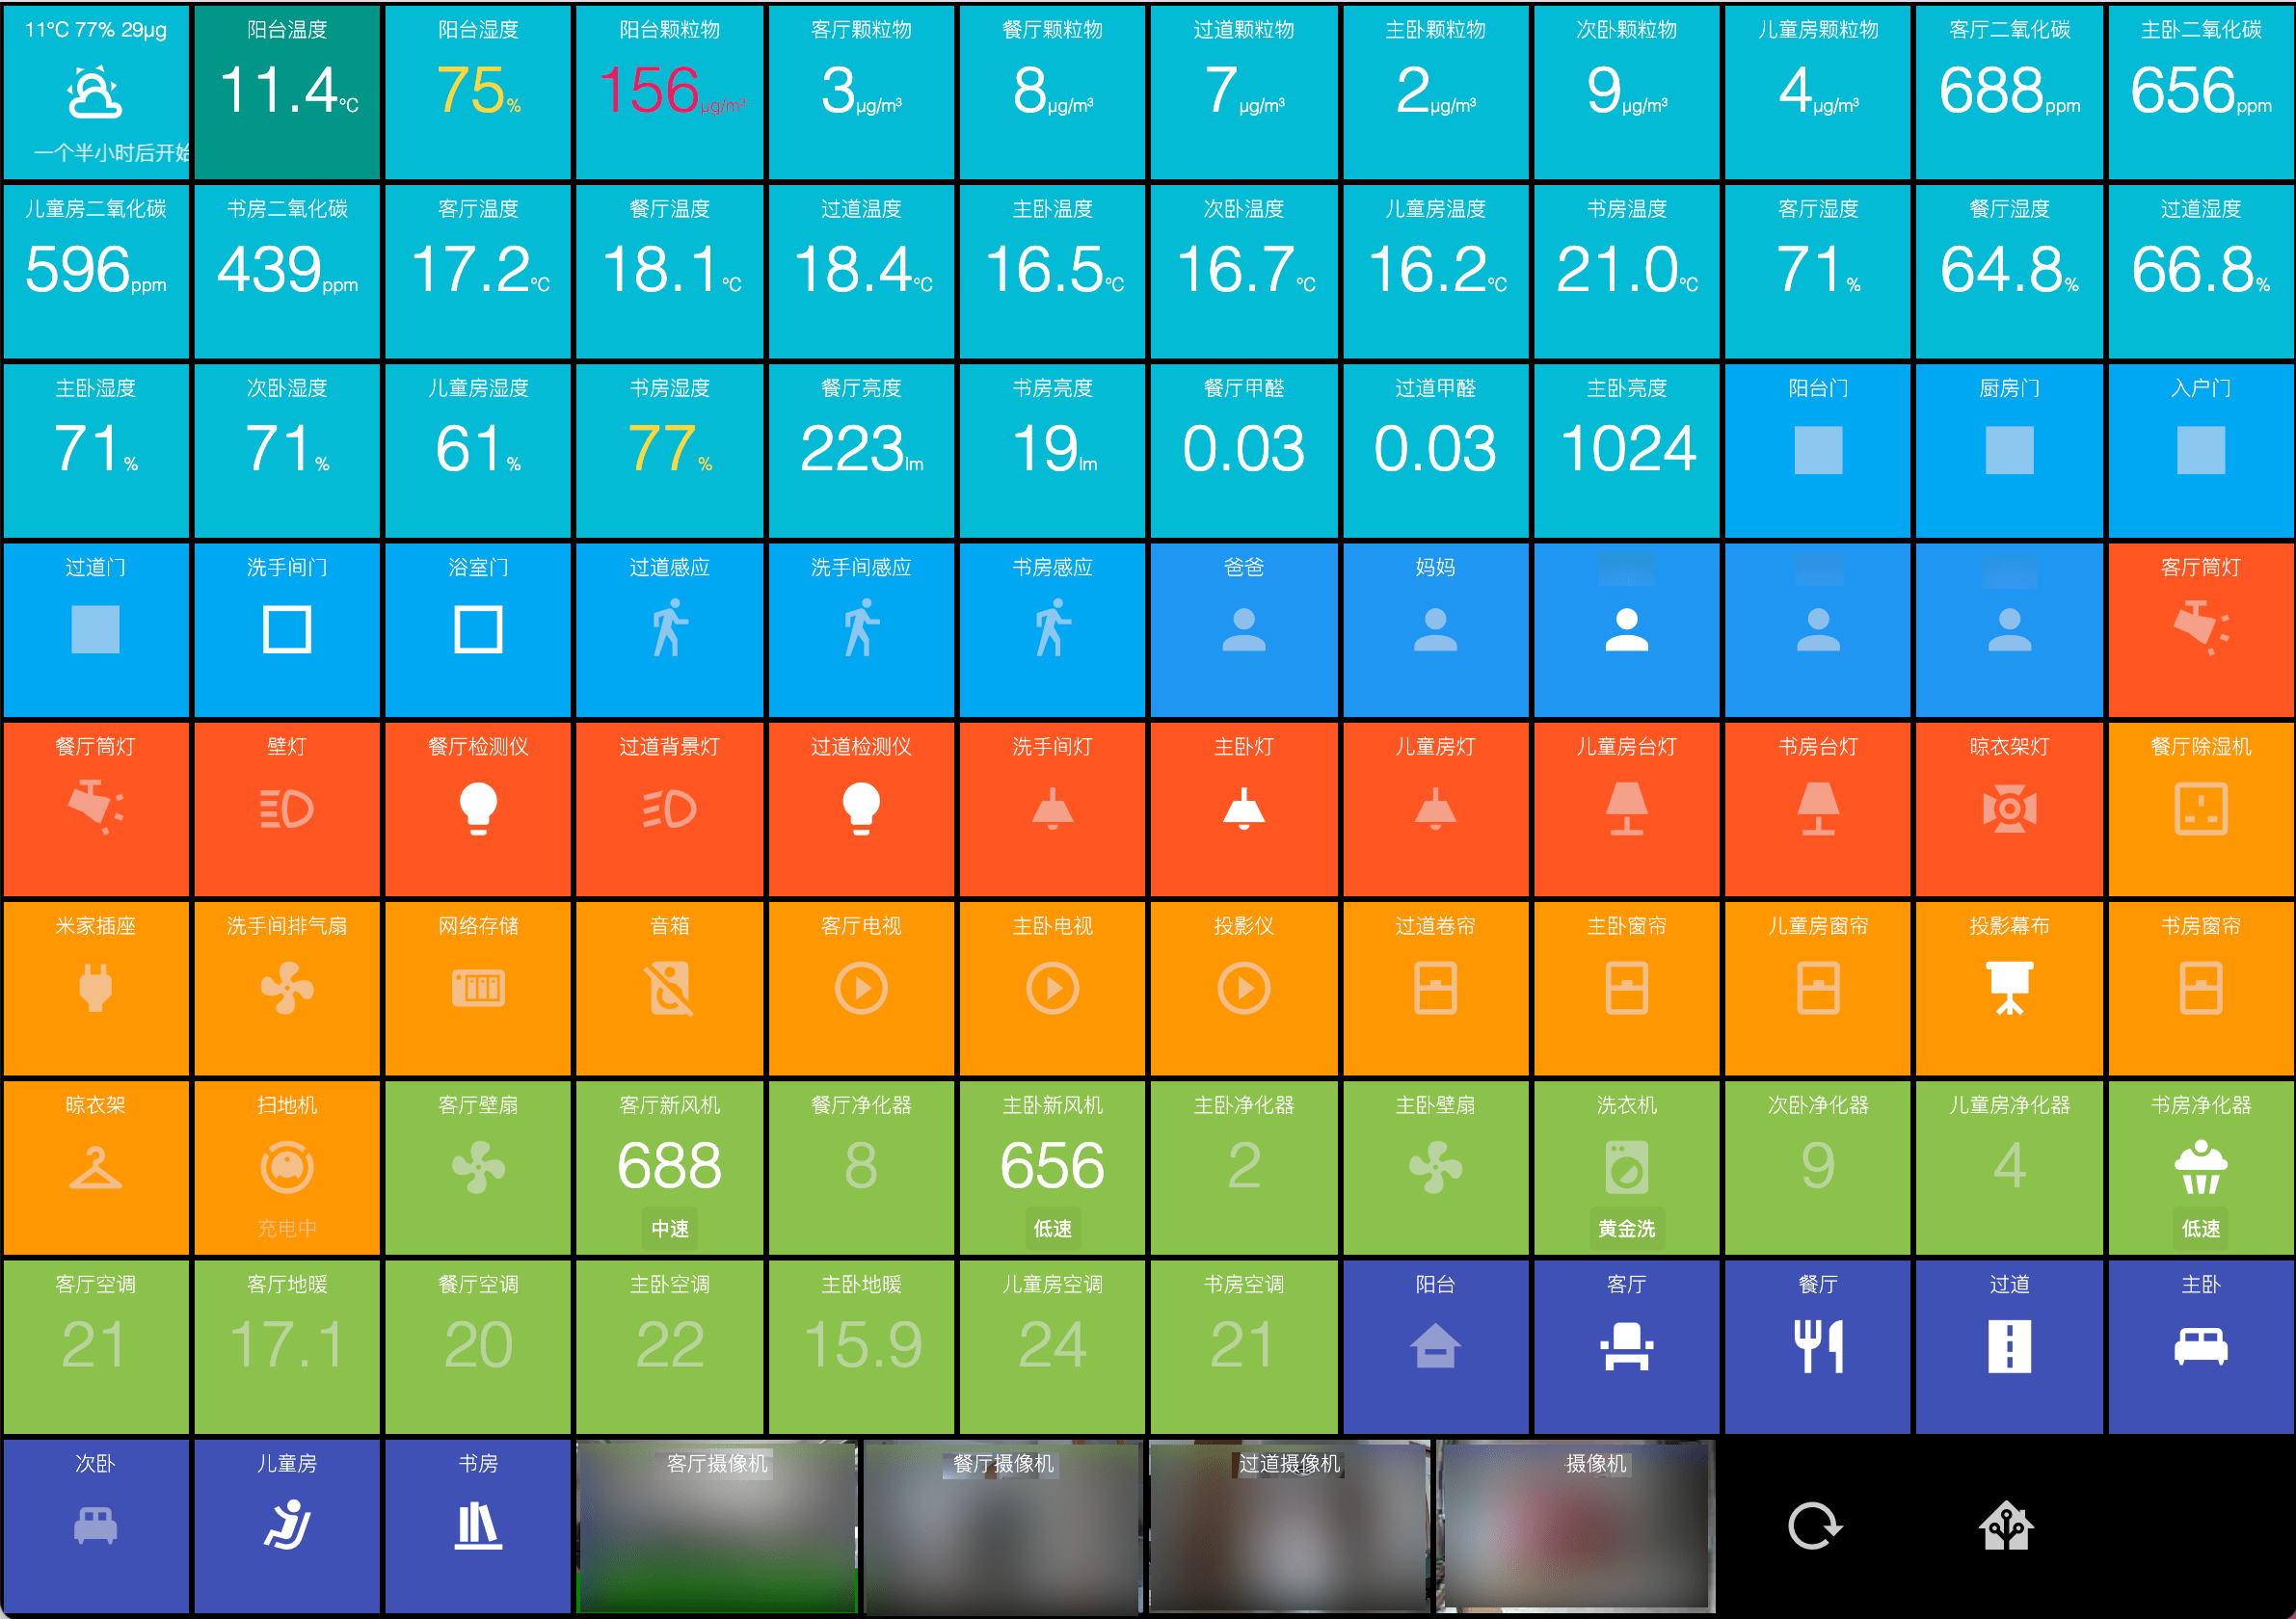 11°C 77% 29µg
一个半小时后开始
阳台温度
11.4°C
阳台湿度
75%
阳台颗粒物
156µg/m³
客厅颗粒物
3µg/m³
餐厅颗粒物
8µg/m³
过道颗粒物
7µg/m³
主卧颗粒物
2µg/m³
次卧颗粒物
9µg/m³
儿童房颗粒物
4µg/m³
客厅二氧化碳
688ppm
主卧二氧化碳
656ppm
儿童房二氧化碳
596ppm
书房二氧化碳
439ppm
客厅温度
17.2°C
餐厅温度
18.1°C
过道温度
18.4°C
主卧温度
16.5°C
次卧温度
16.7°C
儿童房温度
16.2°C
书房温度
21.0°C
客厅湿度
71%
餐厅湿度
64.8%
过道湿度
66.8%
主卧湿度
71%
次卧湿度
71%
儿童房湿度
61%
书房湿度
77%
餐厅亮度
223lm
书房亮度
19lm
餐厅甲醛
0.03
过道甲醛
0.03
主卧亮度
1024
阳台门
厨房门
入户门
过道门
洗手间门
浴室门
过道感应
洗手间感应
书房感应
爸爸
妈妈
客厅筒灯
餐厅筒灯
壁灯
餐厅检测仪
过道背景灯
过道检测仪
洗手间灯
主卧灯
儿童房灯
儿童房台灯
书房台灯
晾衣架灯
餐厅除湿机
米家插座
洗手间排气扇
网络存储
音箱
客厅电视
主卧电视
投影仪
过道卷帘
主卧窗帘
儿童房窗帘
投影幕布
书房窗帘
晾衣架
扫地机
充电中
客厅壁扇
客厅新风机
688
中速
餐厅净化器
8
主卧新风机
656
低速
主卧净化器
2
主卧壁扇
洗衣机
黄金洗
次卧净化器
9
儿童房净化器
4
书房净化器
低速
客厅空调
21
客厅地暖
17.1
餐厅空调
20
主卧空调
22
主卧地暖
15.9
儿童房空调
24
书房空调
21
阳台
客厅
餐厅
过道
主卧
次卧
儿童房
书房
客厅摄像机
餐厅摄像机
过道摄像机
摄像机